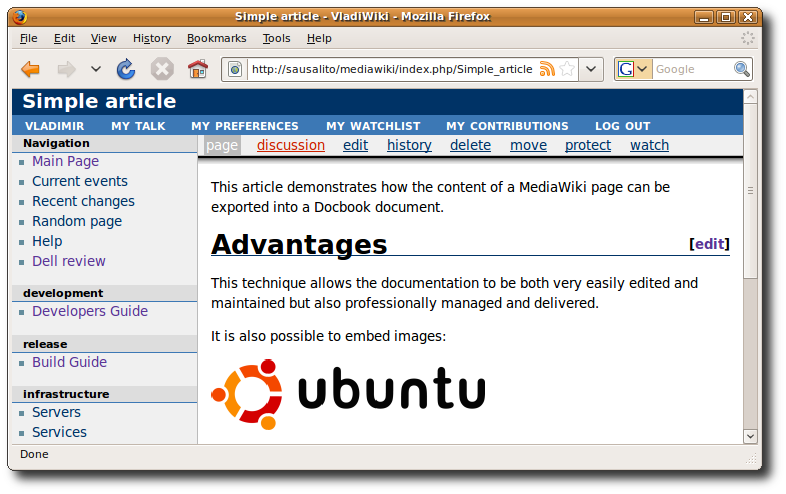 Simple article - VladiWiki - Mozilla Firefox
File Edit View History Bookmarks Tools Help
http://sausalito/mediawiki/index.php/Simple_article
G Google
Simple article
VLADIMIR MY TALK MY PREFERENCES MY WATCHLIST MY CONTRIBUTIONS LOG OUT
page discussion edit history delete move protect watch
Navigation
Main Page
Current events
Recent changes
Random page
Help
Dell review
development
Developers Guide
release
Build Guide
infrastructure
Servers
Services
This article demonstrates how the content of a MediaWiki page can be
exported into a Docbook document.
Advantages [edit]
This technique allows the documentation to be both very easily edited and
maintained but also professionally managed and delivered.
It is also possible to embed images:
ubuntu
Done